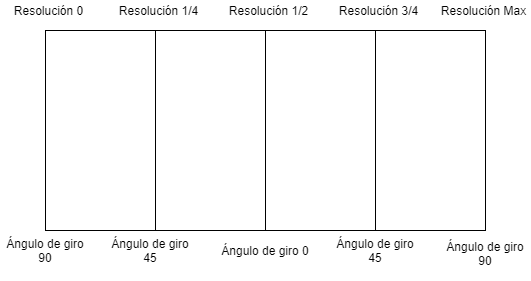 Resolución 0
Resolución 1/4
Resolución 1/2
Resolución 3/4
Resolución Max
Ángulo de giro
90
Ángulo de giro
45
Ángulo de giro 0
Ángulo de giro
45
Ángulo de giro
90